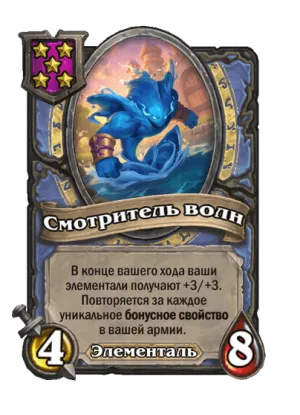 Смотритель волн
В конце вашего хода ваши
элементали получают +3/+3.
Повторяется за каждое
уникальное бонусное свойство
в вашей армии.
4
Элементаль
8